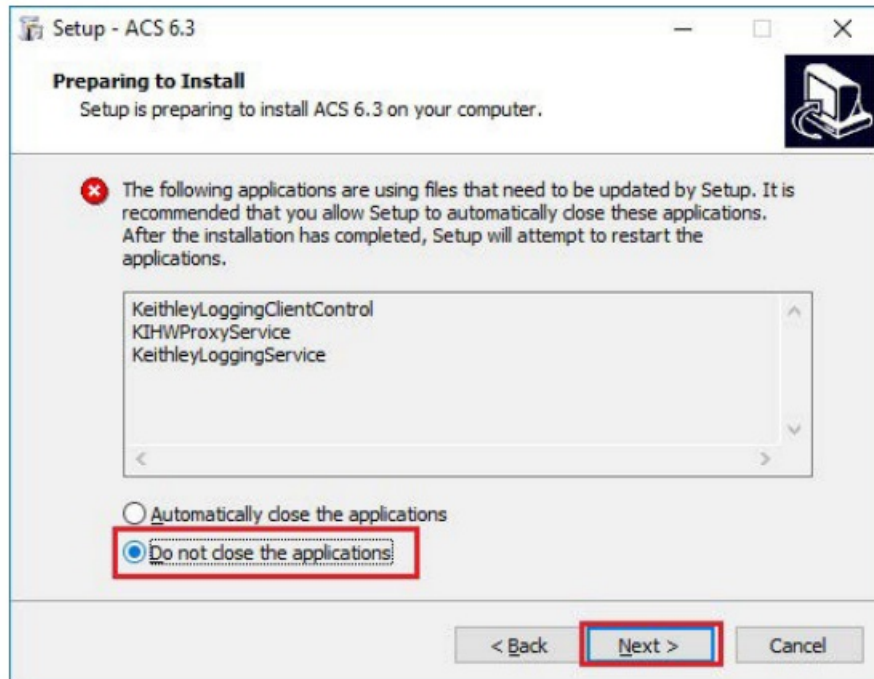 Setup - ACS 6.3
Preparing to Install
Setup is preparing to install ACS 6.3 on your computer.
The following applications are using files that need to be updated by Setup. It is
recommended that you allow Setup to automatically close these applications.
After the installation has completed, Setup will attempt to restart the
applications.
KeithleyLoggingClientControl
KIHWProxyService
KeithleyLoggingService
Automatically close the applications
Do not close the applications
< Back Next > Cancel